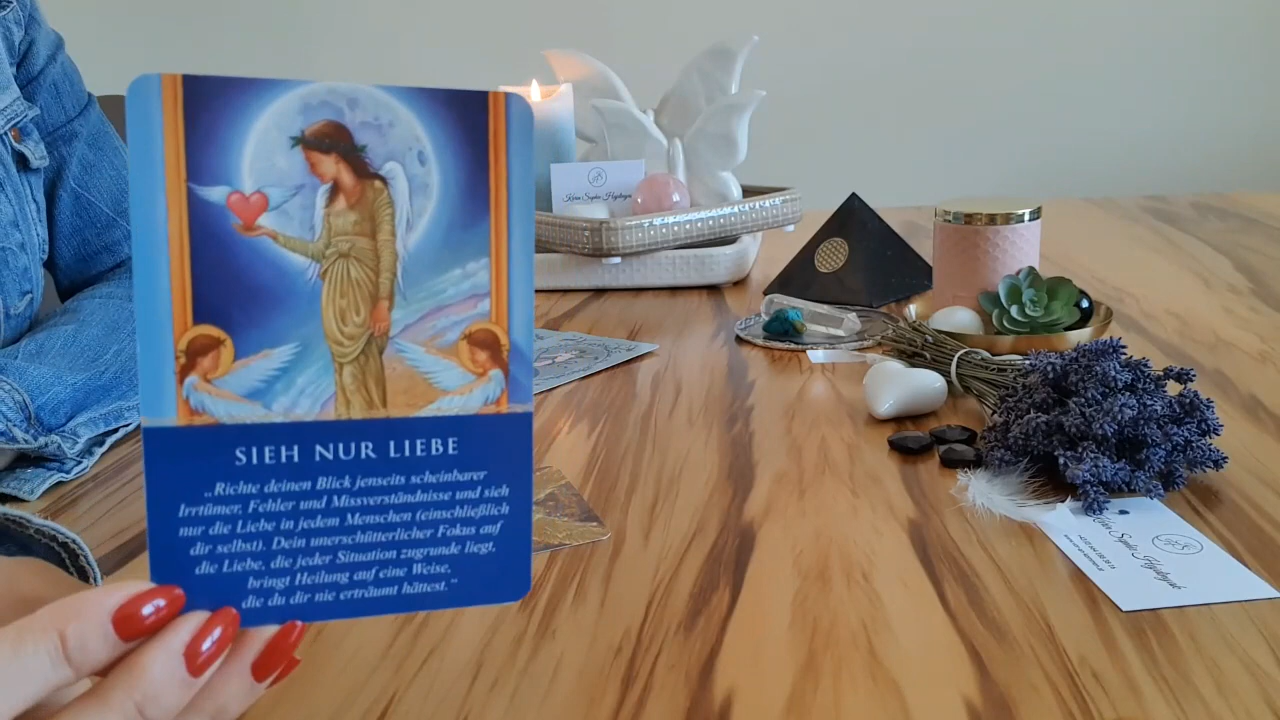 SIEH NUR LIEBE
„Richte deinen Blick jenseits scheinbarer
Irrtümer, Fehler und Missverständnisse und sieh
nur die Liebe in jedem Menschen (einschließlich
dir selbst). Dein unerschütterlicher Fokus auf
die Liebe, die jeder Situation zugrunde liegt,
bringt Heilung auf eine Weise,
die du dir nie erträumt hättest.“
Sophie
Sophie